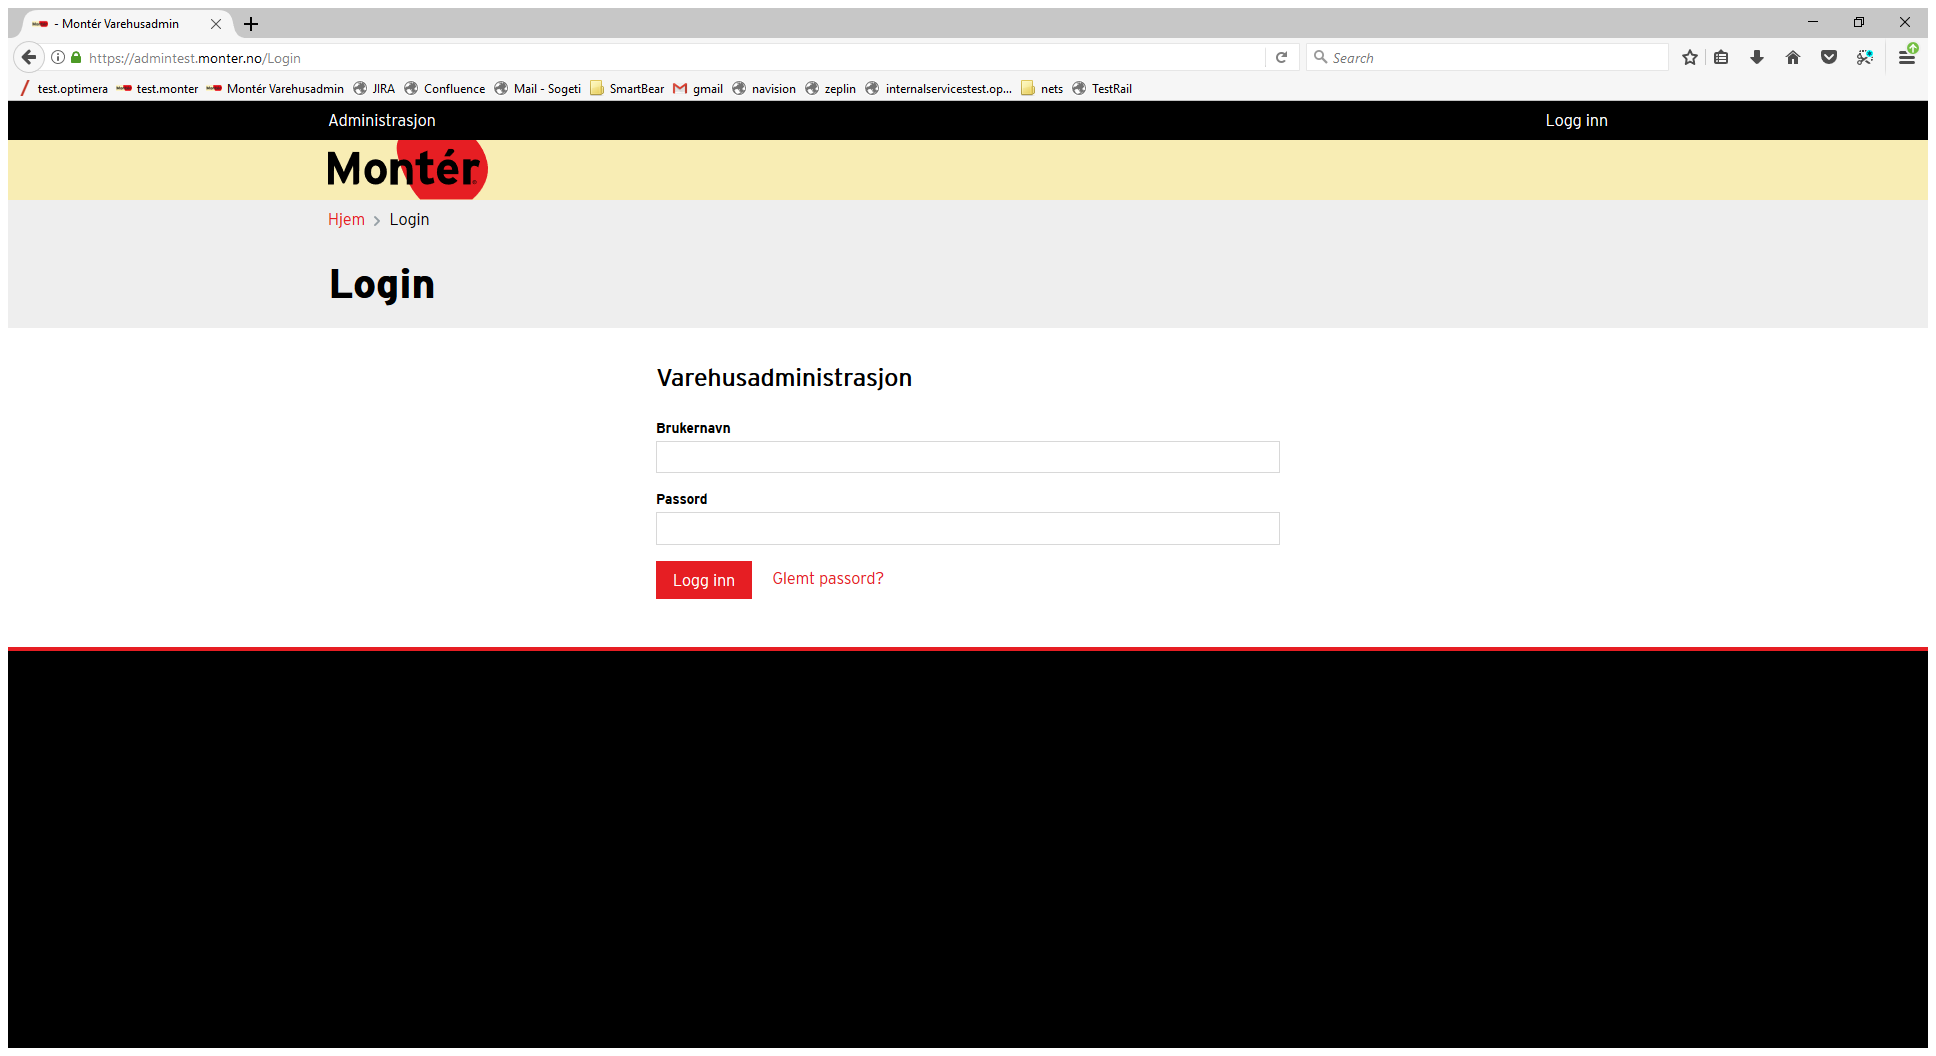 - Montér Varehusadmin
https://admintest.monter.no/Login
Search
test.optimera test.monter Montér Varehusadmin JIRA Confluence Mail - Sogeti SmartBear gmail navision zeplin internalservicestest.op... nets TestRail
Administrasjon Logg inn
Montér
Hjem > Login
Login
Varehusadministrasjon
Brukernavn
Passord
Logg inn Glemt passord?